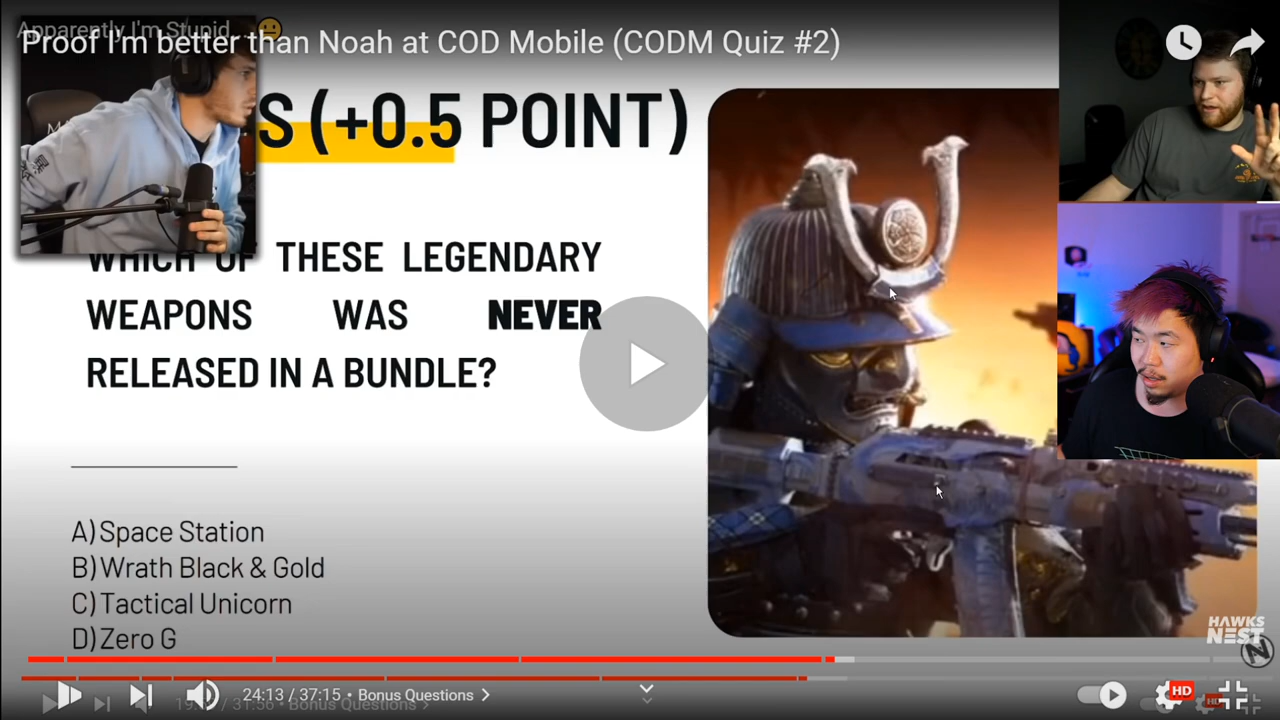 Apparently I'm Stupid...
Proof I'm better than Noah at COD Mobile (CODM Quiz #2)
S (+0.5 POINT)
WHICH OF THESE LEGENDARY
WEAPONS WAS NEVER
RELEASED IN A BUNDLE?
A) Space Station
B) Wrath Black & Gold
C) Tactical Unicorn
D) Zero G
HAWKS
NEST
N
24:13 / 37:15 • Bonus Questions >
HD
/ 31:56 • Bonus Questions >
HD